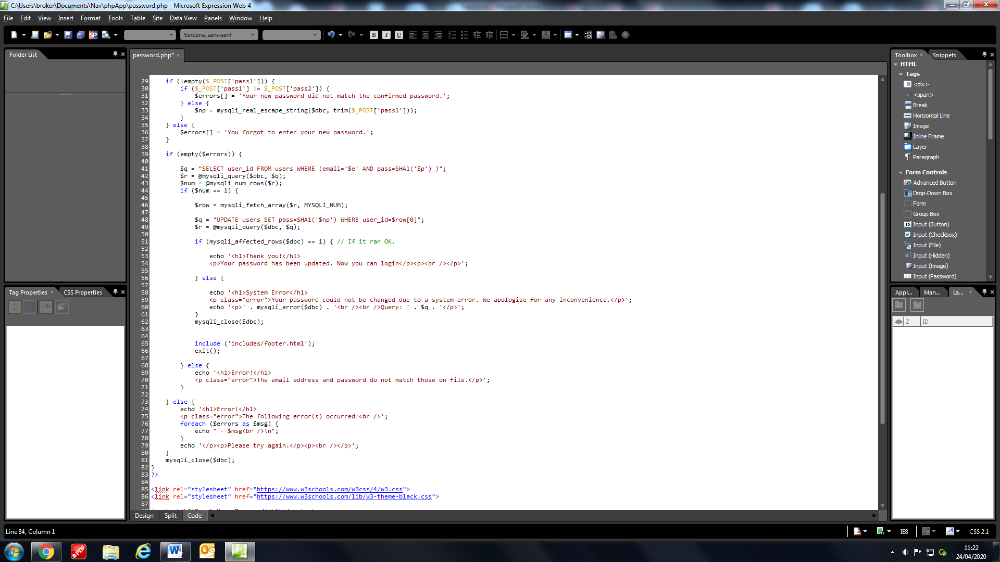 C:\Users\broker\Documents\Nav\phpApp\password.php - Microsoft Expression Web 4
File Edit View Insert Format Tools Table Site Data View Panels Window Help
Verdana, sans-serif
Folder List
password.php*
29 if (!empty($_POST['pass1'])) {
30 if ($_POST['pass1'] != $_POST['pass2']) {
31 $errors[] = 'Your new password did not match the confirmed password.';
32 } else {
33 $np = mysqli_real_escape_string($dbc, trim($_POST['pass1']));
34 }
35 } else {
36 $errors[] = 'You forgot to enter your new password.';
37 }
38
39 if (empty($errors)) {
40
41 $q = "SELECT user_id FROM users WHERE (email='$e' AND pass=SHA1('$p') )";
42 $r = @mysqli_query($dbc, $q);
43 $num = @mysqli_num_rows($r);
44 if ($num == 1) {
45
46 $row = mysqli_fetch_array($r, MYSQLI_NUM);
47
48 $q = "UPDATE users SET pass=SHA1('$np') WHERE user_id=$row[0]";
49 $r = @mysqli_query($dbc, $q);
50
51 if (mysqli_affected_rows($dbc) == 1) { // If it ran OK.
52
53 echo '<h1>Thank you!</h1>
54 <p>Your password has been updated. Now you can login</p><p><br /></p>';
55
56 } else {
57
58 echo '<h1>System Error</h1>
59 <p class="error">Your password could not be changed due to a system error. We apologize for any inconvenience.</p>';
60 echo '<p>' . mysqli_error($dbc) . '<br /><br />Query: ' . $q . '</p>';
61 }
62 mysqli_close($dbc);
63
64
65 include ('includes/footer.html');
66 exit();
67
68 } else {
69 echo '<h1>Error!</h1>
70 <p class="error">The email address and password do not match those on file.</p>';
71 }
72
73 } else {
74 echo '<h1>Error!</h1>
75 <p class="error">The following error(s) occurred:<br />';
76 foreach ($errors as $msg) {
77 echo " - $msg<br />\n";
78 }
79 echo '</p><p>Please try again.</p><p><br /></p>';
80 }
81 mysqli_close($dbc);
82 }
83 ?>
84
85 <link rel="stylesheet" href="https://www.w3schools.com/w3css/4/w3.css">
86 <link rel="stylesheet" href="https://www.w3schools.com/lib/w3-theme-black.css">
87
Design Split Code
Toolbox Snippets
HTML
Tags
<div>
<span>
Break
Horizontal Line
Image
Inline Frame
Layer
Paragraph
Form Controls
Advanced Button
Drop-Down Box
Form
Group Box
Input (Button)
Input (Checkbox)
Input (File)
Input (Hidden)
Input (Image)
Input (Password)
Tag Properties CSS Properties
Appl... Man... La...
Z ID
Line 84, Column 1
IE8 CSS 2.1
11:22
24/04/2020